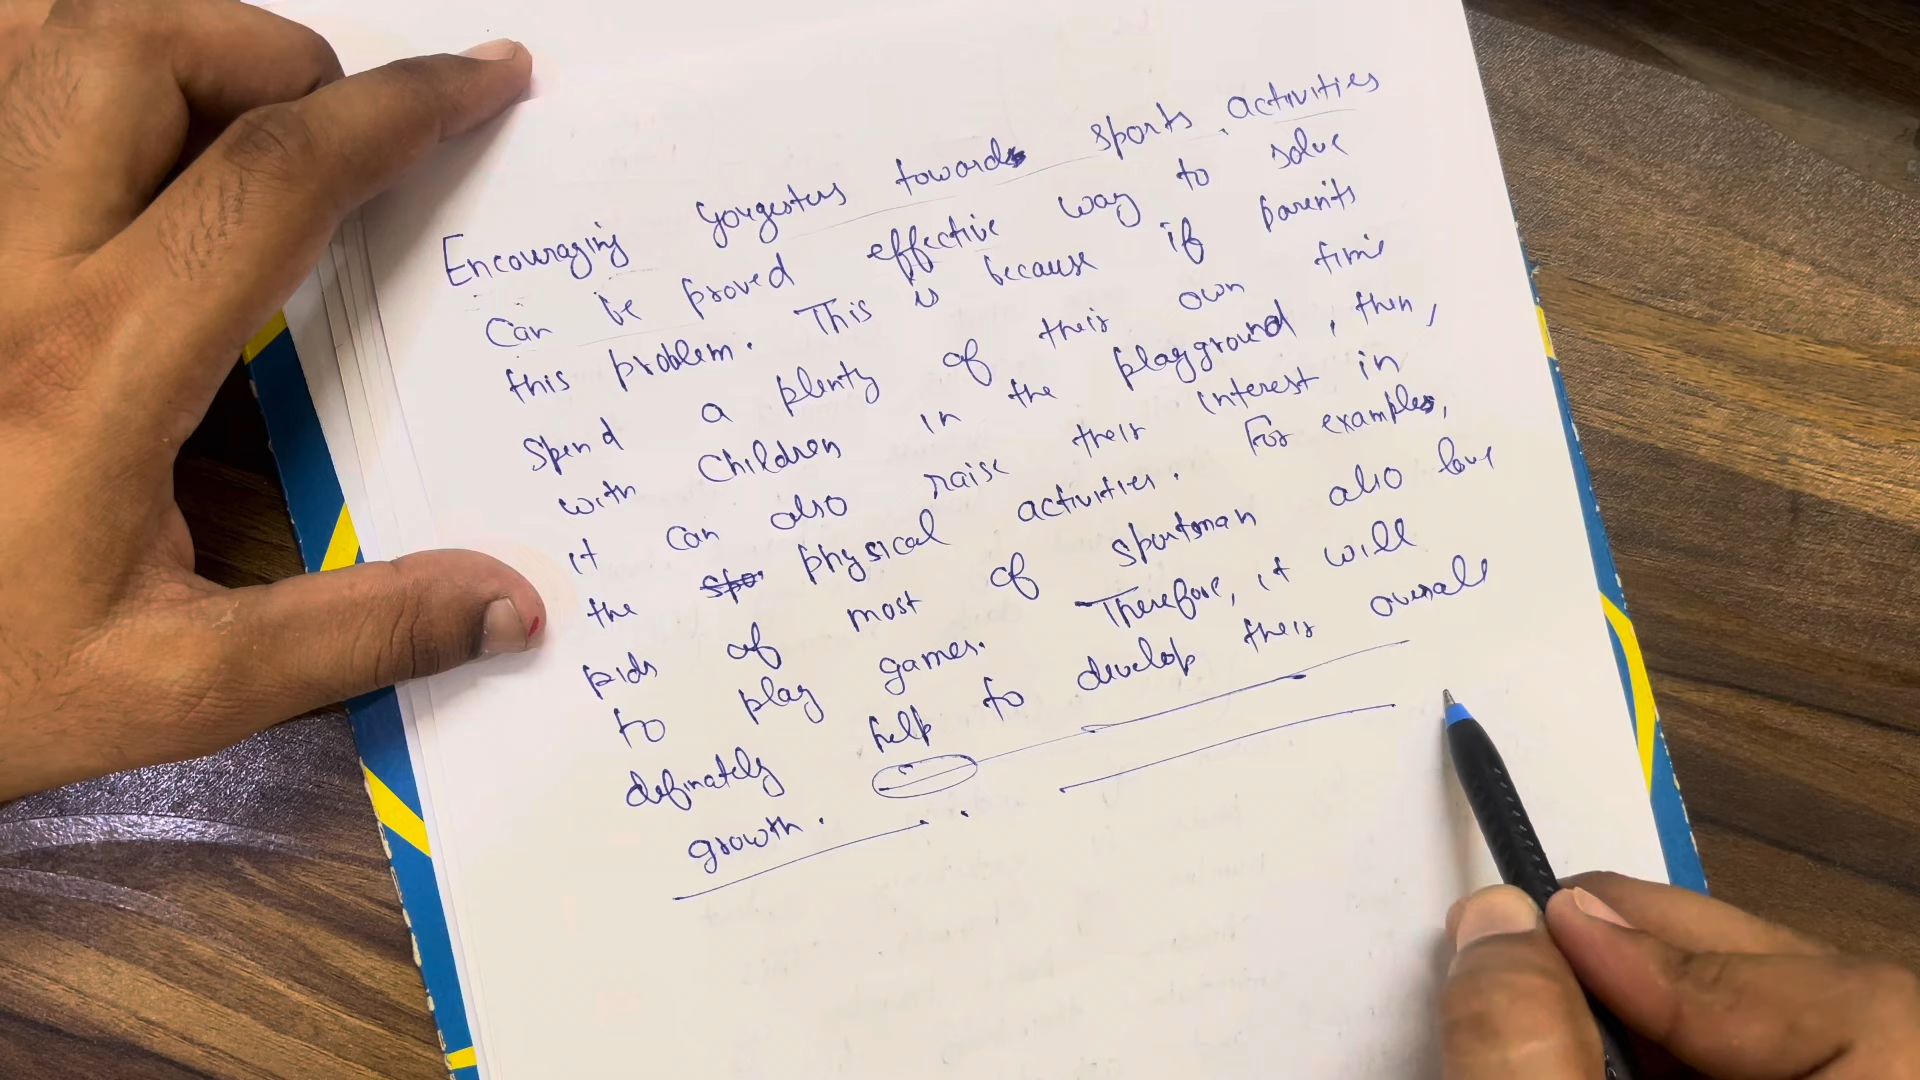 Encouraging yougesters towards sports activities
Can be proved effective way to solve
this problem. This is because if parents
spend a plenty of their own time
with children in the playground, then,
it can also raise their interest in
the spo physical activities. For examples,
kids of most of sportsman also love
to play games. Therefore, it will
definately help to develop their overall
growth.